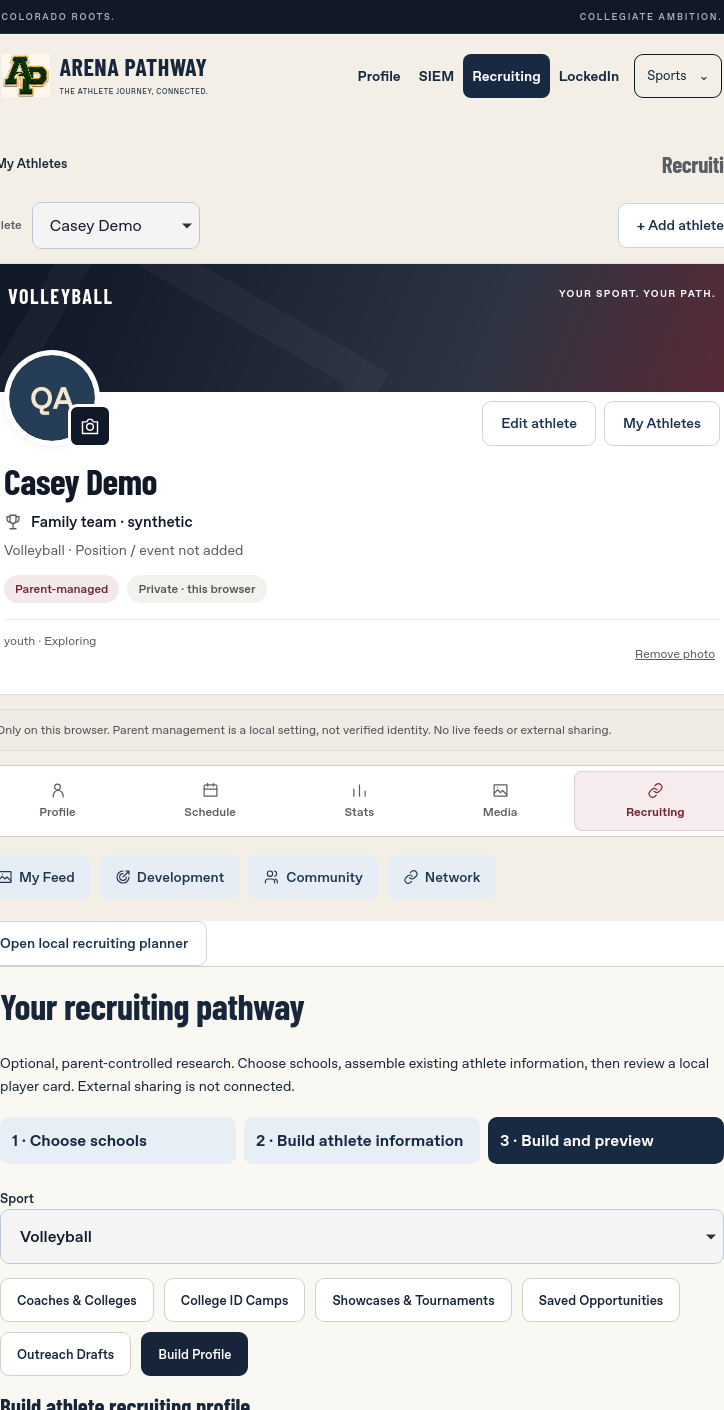 COLORADO ROOTS. COLLEGIATE AMBITION.
AP ARENA PATHWAY
THE ATHLETE JOURNEY, CONNECTED.
Profile SIEM Recruiting LockedIn Sports
My Athletes Recruiti
lete Casey Demo + Add athlete
VOLLEYBALL YOUR SPORT. YOUR PATH.
QA
Edit athlete My Athletes
Casey Demo
Family team · synthetic
Volleyball · Position / event not added
Parent-managed Private · this browser
youth · Exploring
Remove photo
Only on this browser. Parent management is a local setting, not verified identity. No live feeds or external sharing.
Profile Schedule Stats Media Recruiting
My Feed Development Community Network
Open local recruiting planner
Your recruiting pathway
Optional, parent-controlled research. Choose schools, assemble existing athlete information, then review a local
player card. External sharing is not connected.
1 · Choose schools 2 · Build athlete information 3 · Build and preview
Sport
Volleyball
Coaches & Colleges College ID Camps Showcases & Tournaments Saved Opportunities
Outreach Drafts Build Profile
Build athlete recruiting profile